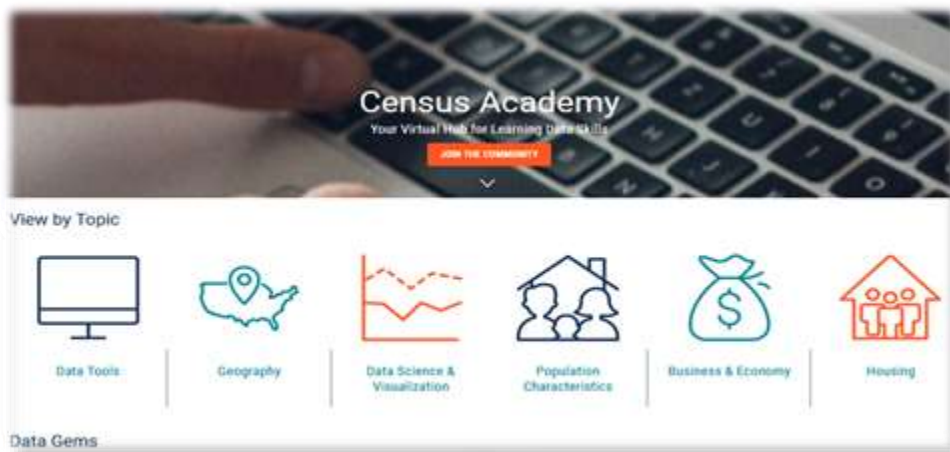 Census Academy
Your Virtual Hub for Learning Data Skills
JOIN THE COMMUNITY
View by Topic
Data Tools
Geography
Data Science &
Visualization
Population
Characteristics
Business & Economy
Housing
Data Gems